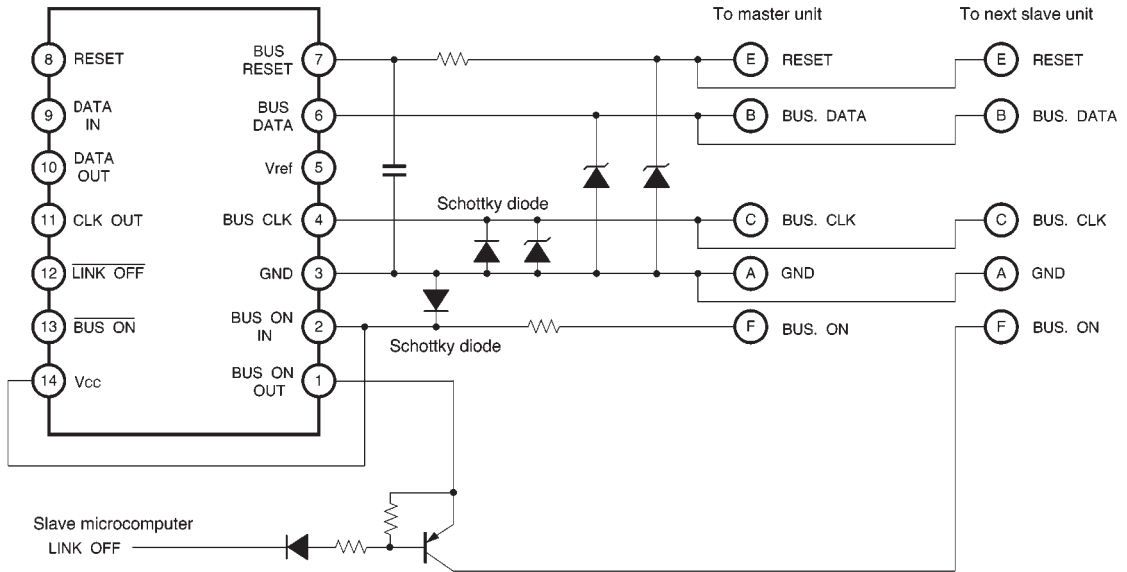 To master unit
To next slave unit
8 RESET
BUS RESET 7
E RESET
E RESET
9 DATA IN
BUS DATA 6
B BUS. DATA
B BUS. DATA
10 DATA OUT
Vref 5
Schottky diode
11 CLK OUT
BUS CLK 4
C BUS. CLK
C BUS. CLK
12 LINK OFF
GND 3
A GND
A GND
13 BUS ON
BUS ON IN 2
F BUS. ON
F BUS. ON
Schottky diode
14 Vcc
BUS ON OUT 1
Slave microcomputer
LINK OFF